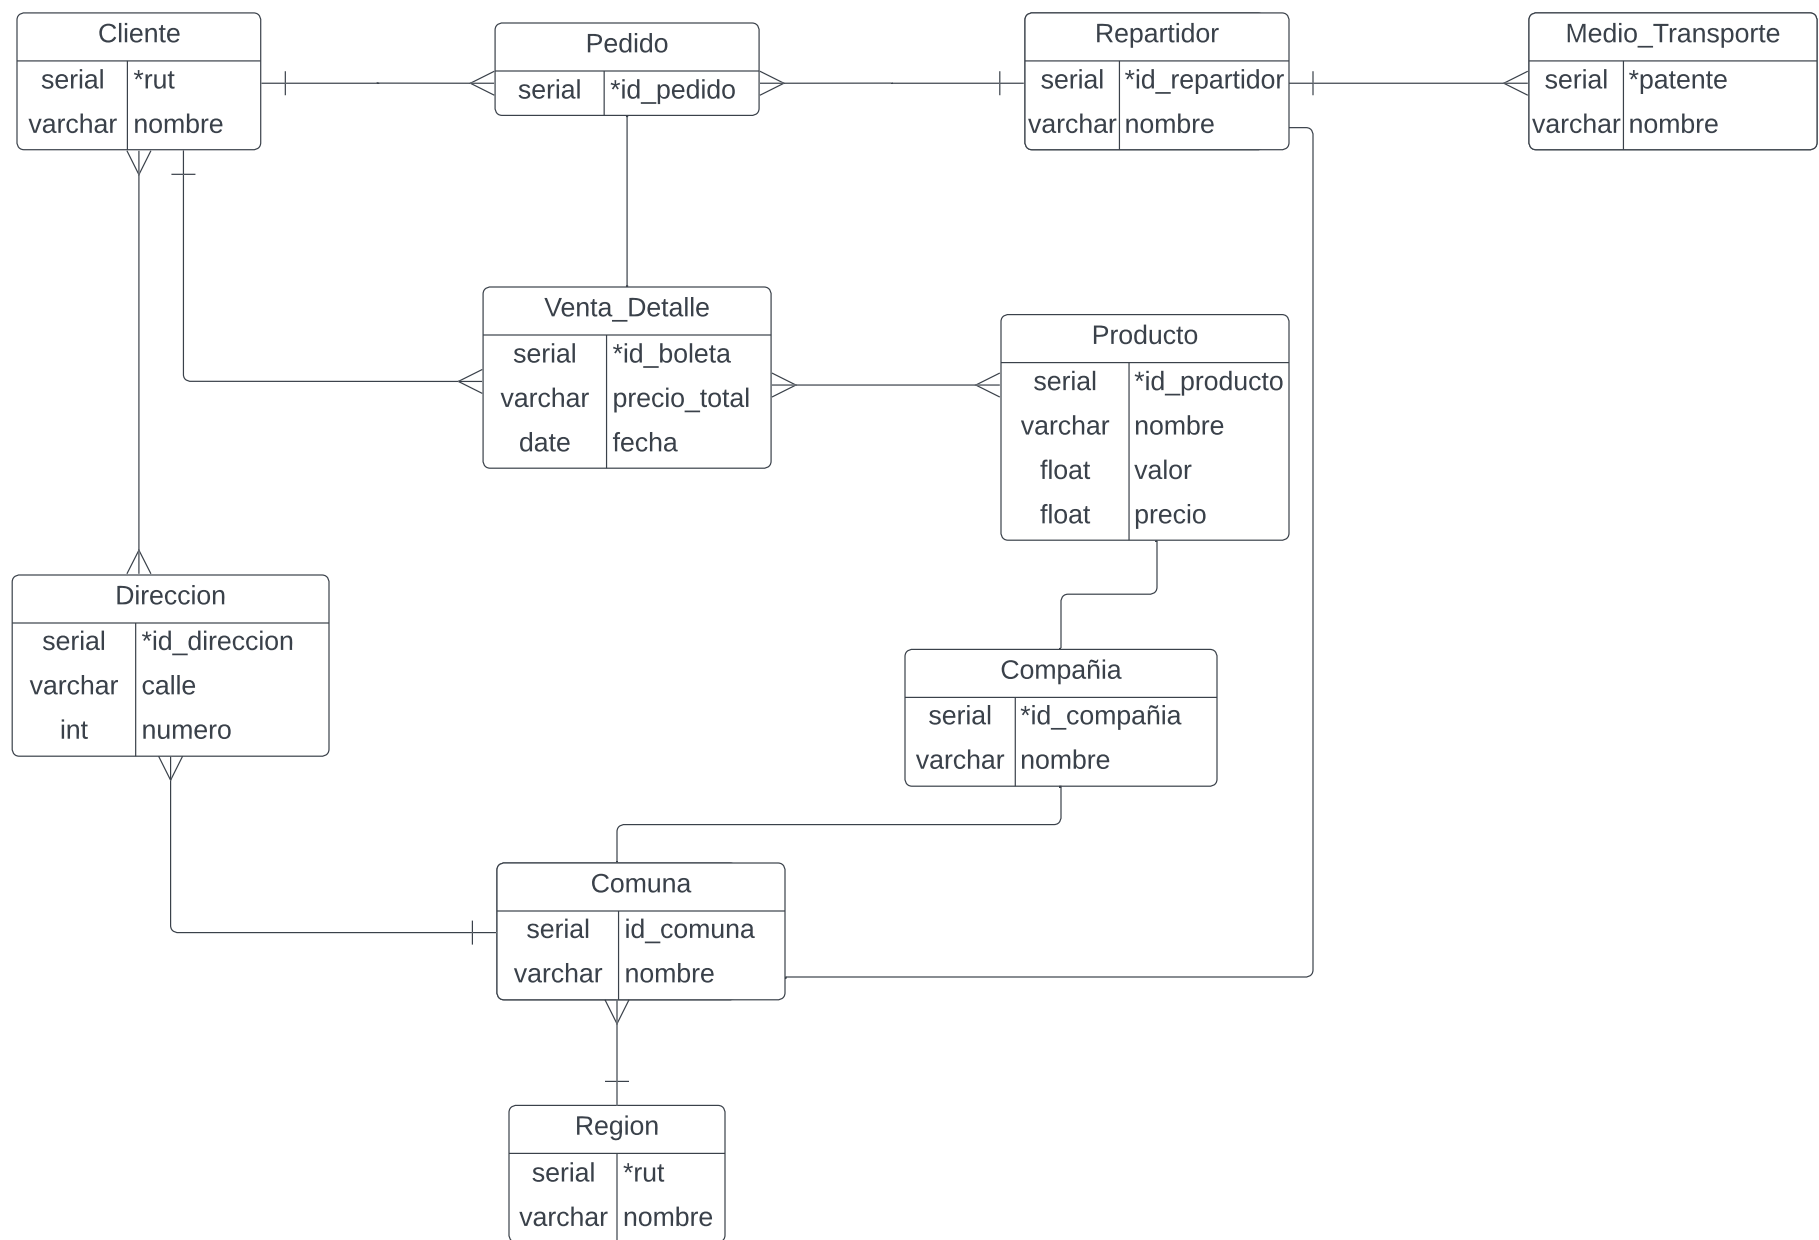 Cliente
serial *rut
varchar nombre
Pedido
serial *id_pedido
Repartidor
serial *id_repartidor
varchar nombre
Medio_Transporte
serial *patente
varchar nombre
Venta_Detalle
serial *id_boleta
varchar precio_total
date fecha
Producto
serial *id_producto
varchar nombre
float valor
float precio
Direccion
serial *id_direccion
varchar calle
int numero
Compañia
serial *id_compañia
varchar nombre
Comuna
serial id_comuna
varchar nombre
Region
serial *rut
varchar nombre